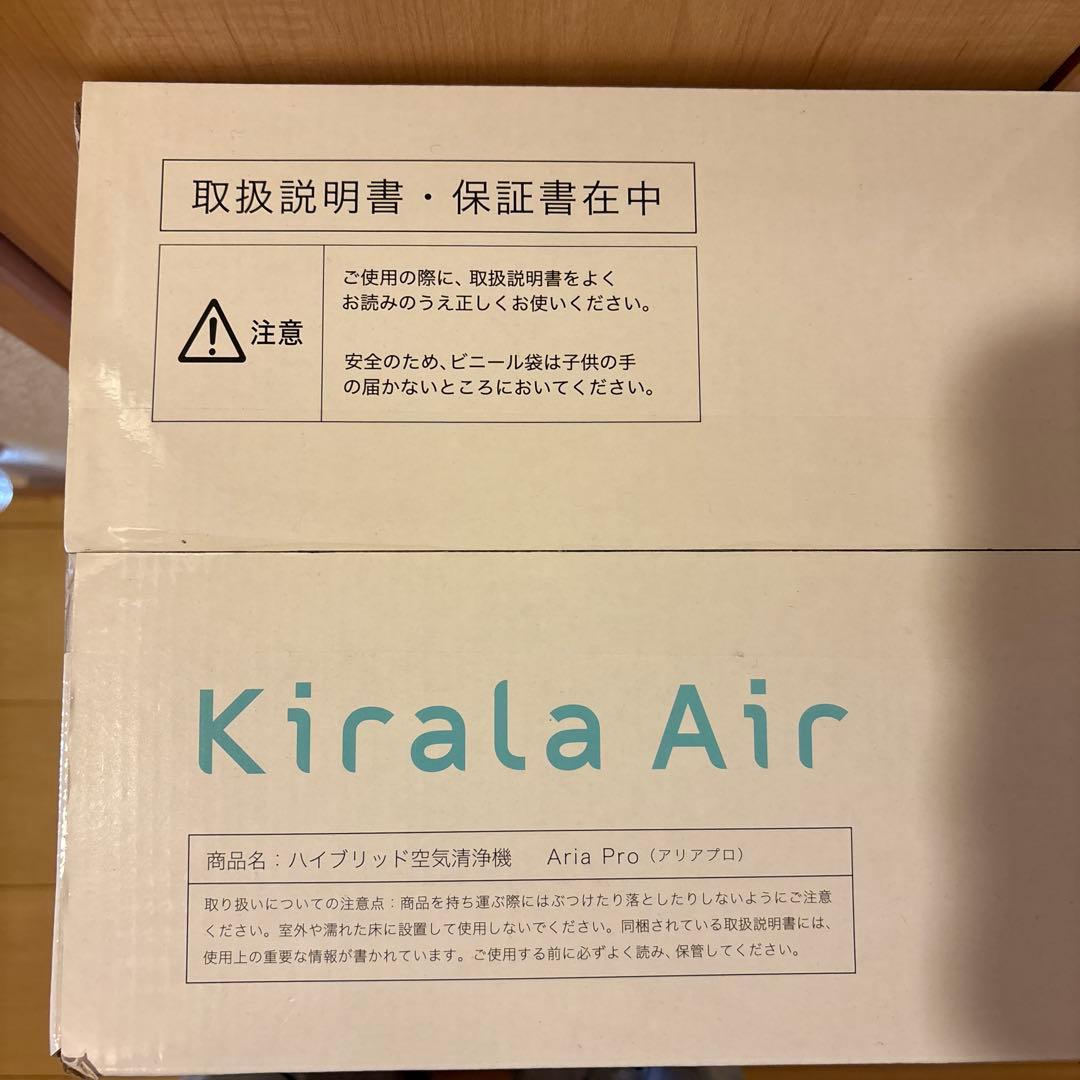 取扱説明書・保証書在中
注意
ご使用の際に、取扱説明書をよく
お読みのうえ正しくお使いください。
安全のため、ビニール袋は子供の手
の届かないところにおいてください。
Kirala Air
商品名：ハイブリッド空気清浄機 Aria Pro（アリアプロ）
取り扱いについての注意点：商品を持ち運ぶ際にはぶつけたり落としたりしないようにご注意
ください。室外や濡れた床に設置して使用しないでください。同梱されている取扱説明書には、
使用上の重要な情報が書かれています。ご使用する前に必ずよく読み、保管してください。